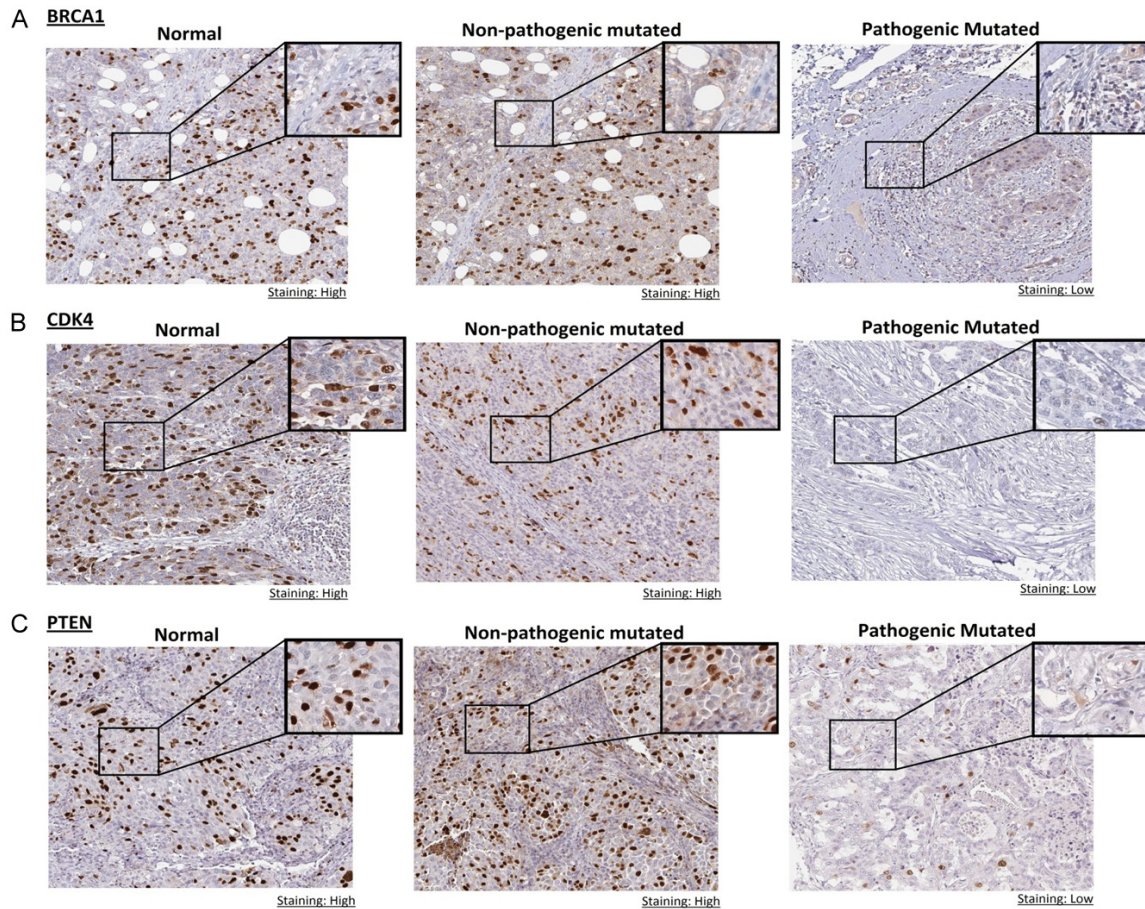 A BRCA1
Normal Non-pathogenic mutated Pathogenic Mutated
Staining: High Staining: High Staining: Low
B CDK4
Normal Non-pathogenic mutated Pathogenic Mutated
Staining: High Staining: High Staining: Low
C PTEN
Normal Non-pathogenic mutated Pathogenic Mutated
Staining: High Staining: High Staining: Low